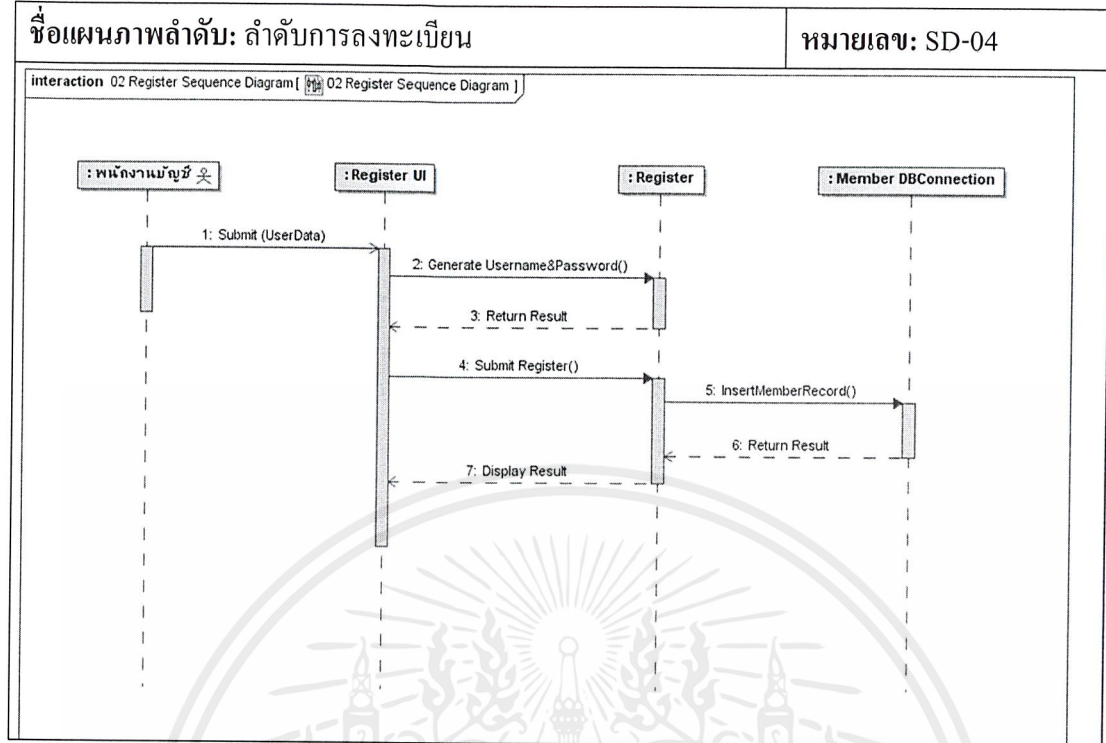 ชื่อแผนภาพลำดับ: ลำดับการลงทะเบียน
หมายเลข: SD-04
interaction 02 Register Sequence Diagram [ 02 Register Sequence Diagram ]
: พนักงานบัญชี
: Register UI
: Register
: Member DBConnection
1: Submit (UserData)
2: Generate Username&Password()
3: Return Result
4: Submit Register()
5: InsertMemberRecord()
6: Return Result
7: Display Result